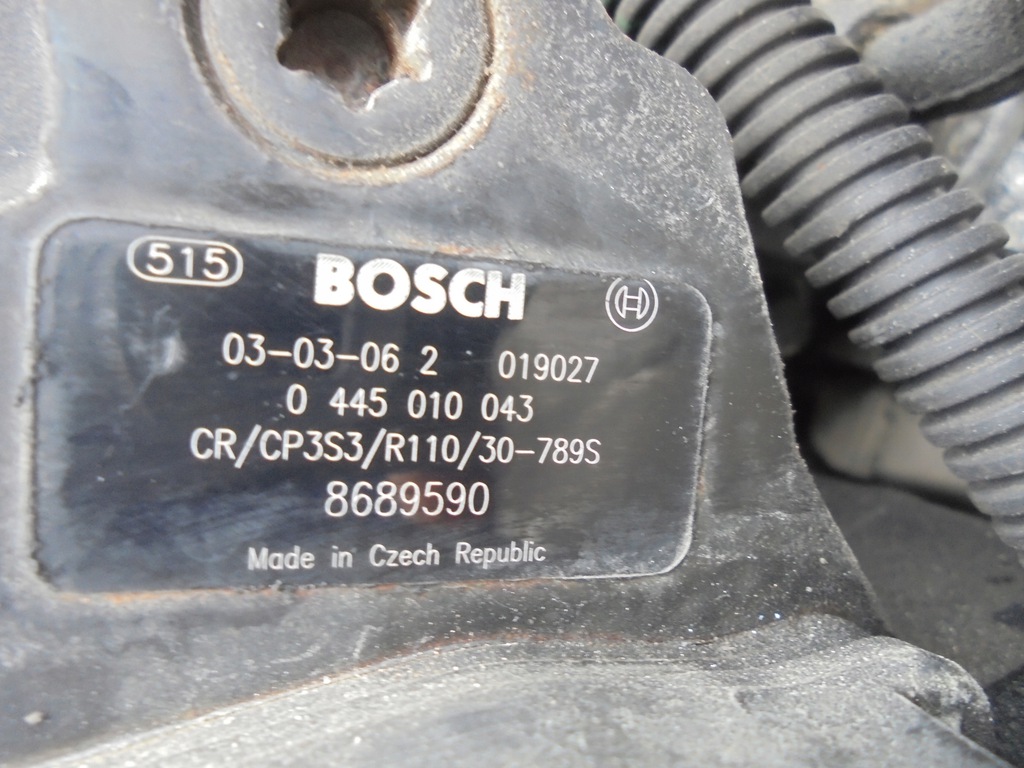 515 BOSCH
03-03-06 2 019027
0 445 010 043
CR/CP3S3/R110/30-789S
8689590
Made in Czech Republic